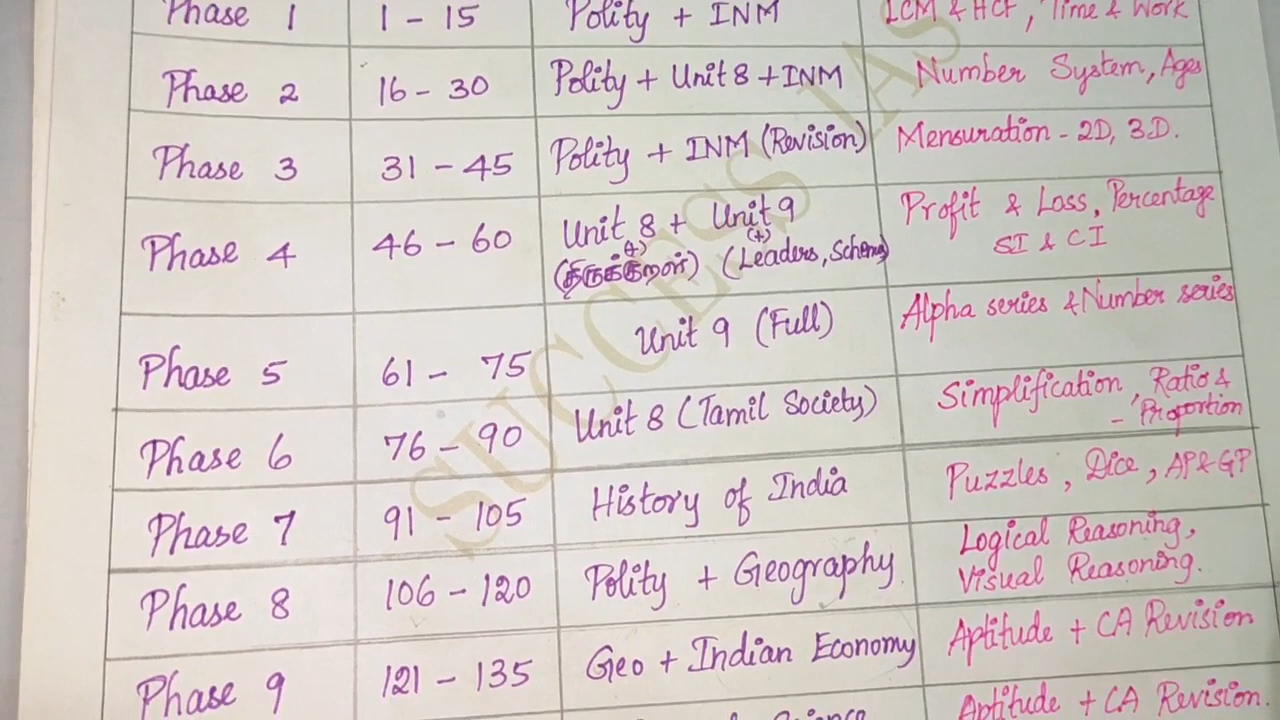 Phase 1 1 - 15 Polity + INM LCM & HCF, Time & Work
Phase 2 16 - 30 Polity + Unit 8 + INM Number System, Ages
Phase 3 31 - 45 Polity + INM (Revision) Mensuration - 2D, 3D.
Phase 4 46 - 60 Unit 8 + Unit 9 Profit & Loss, Percentage
(+) (+) SI & CI
(திருக்குறள்) (Leaders, Scheme)
Phase 5 61 - 75 Unit 9 (Full) Alpha series & Number series
Phase 6 76 - 90 Unit 8 (Tamil Society) Simplification, Ratio &
- Proportion
Phase 7 91 - 105 History of India Puzzles, Dice, AP & GP
Phase 8 106 - 120 Polity + Geography Logical Reasoning,
Visual Reasoning.
Phase 9 121 - 135 Geo + Indian Economy Aptitude + CA Revision
Aptitude + CA Revision.
SUCCESS IAS